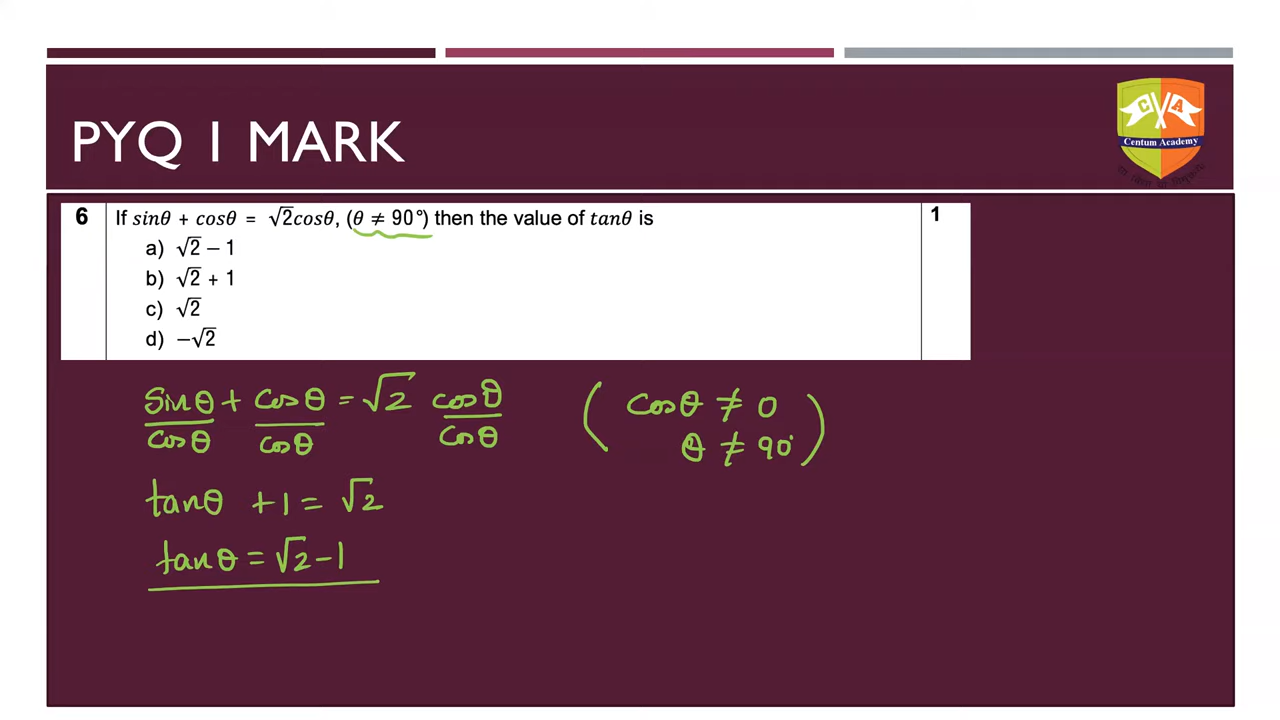 PYQ 1 MARK
C A
Centum Academy
6 If sinθ + cosθ = √2cosθ, (θ ≠ 90°) then the value of tanθ is 1
a) √2 – 1
b) √2 + 1
c) √2
d) –√2
sinθ/cosθ + cosθ/cosθ = √2 cosθ/cosθ
( cosθ ≠ 0
θ ≠ 90° )
tanθ + 1 = √2
tanθ = √2 – 1